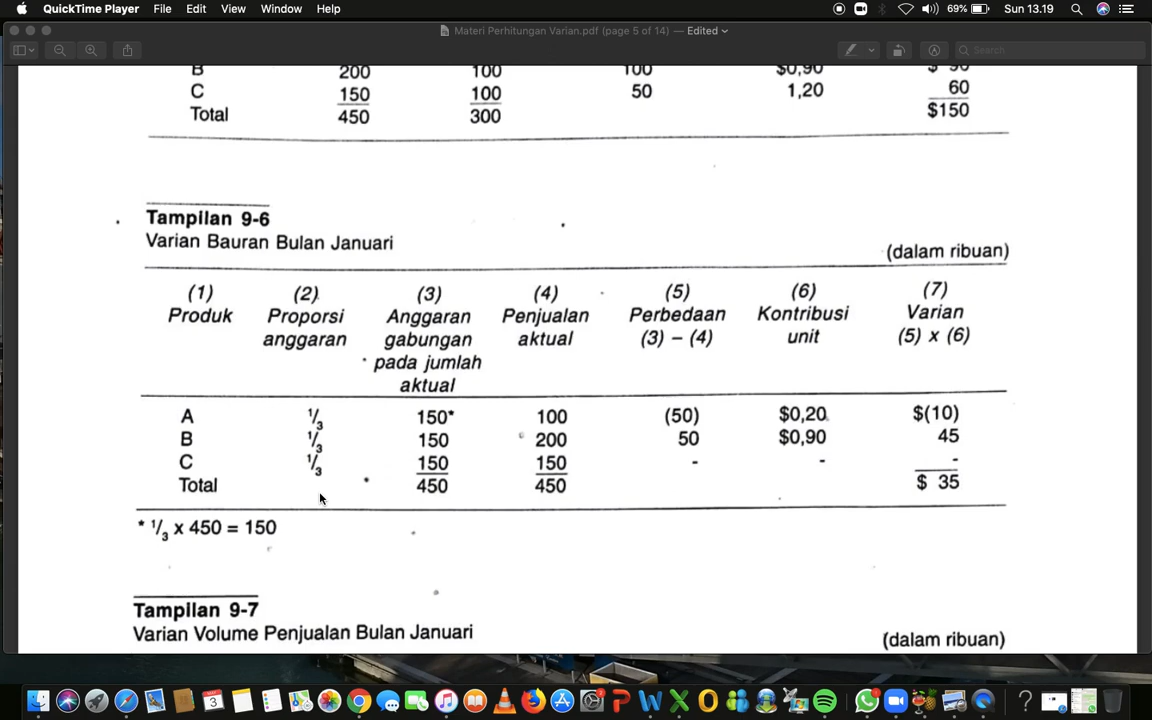 QuickTime Player File Edit View Window Help 69% Sun 13.19
Materi Perhitungan Varian.pdf (page 5 of 14) — Edited
Search
B 200 100 100 $0,90 $ 90
C 150 100 50 1,20 60
Total 450 300 $150
Tampilan 9-6
Varian Bauran Bulan Januari
(dalam ribuan)
(1) (2) (3) (4) (5) (6) (7)
Produk Proporsi Anggaran Penjualan Perbedaan Kontribusi Varian
anggaran gabungan aktual (3) – (4) unit (5) x (6)
pada jumlah
aktual
A 1/3 150* 100 (50) $0,20 $(10)
B 1/3 150 200 50 $0,90 45
C 1/3 150 150 - - -
Total 450 450 $ 35
* 1/3 x 450 = 150
Tampilan 9-7
Varian Volume Penjualan Bulan Januari
(dalam ribuan)